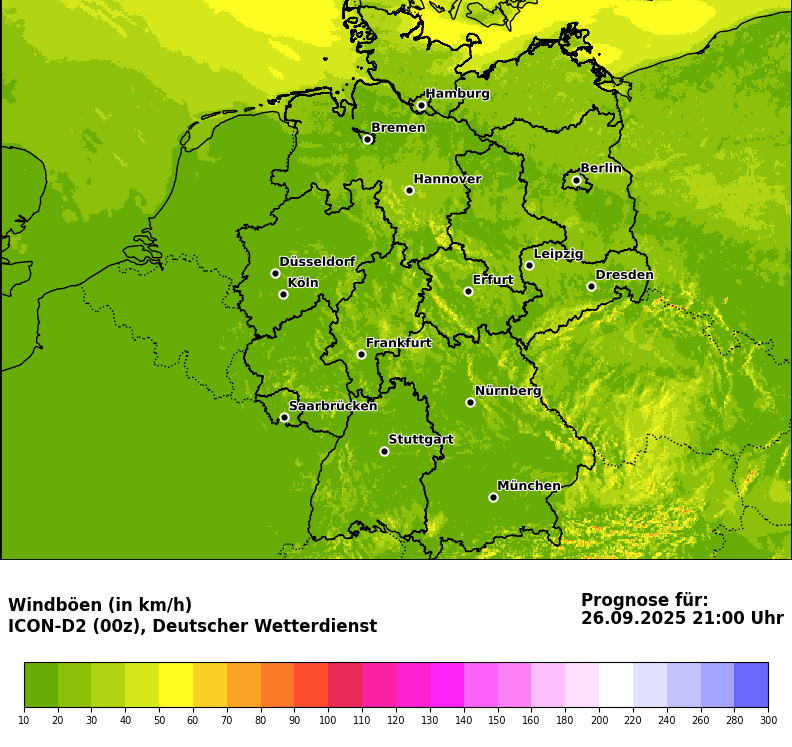 Hamburg
Bremen
Berlin
Hannover
Leipzig
Düsseldorf
Dresden
Köln
Erfurt
Frankfurt
Nürnberg
Saarbrücken
Stuttgart
München
Windböen (in km/h)
ICON-D2 (00z), Deutscher Wetterdienst
Prognose für:
26.09.2025 21:00 Uhr
10 20 30 40 50 60 70 80 90 100 110 120 130 140 150 160 180 200 220 240 260 280 300